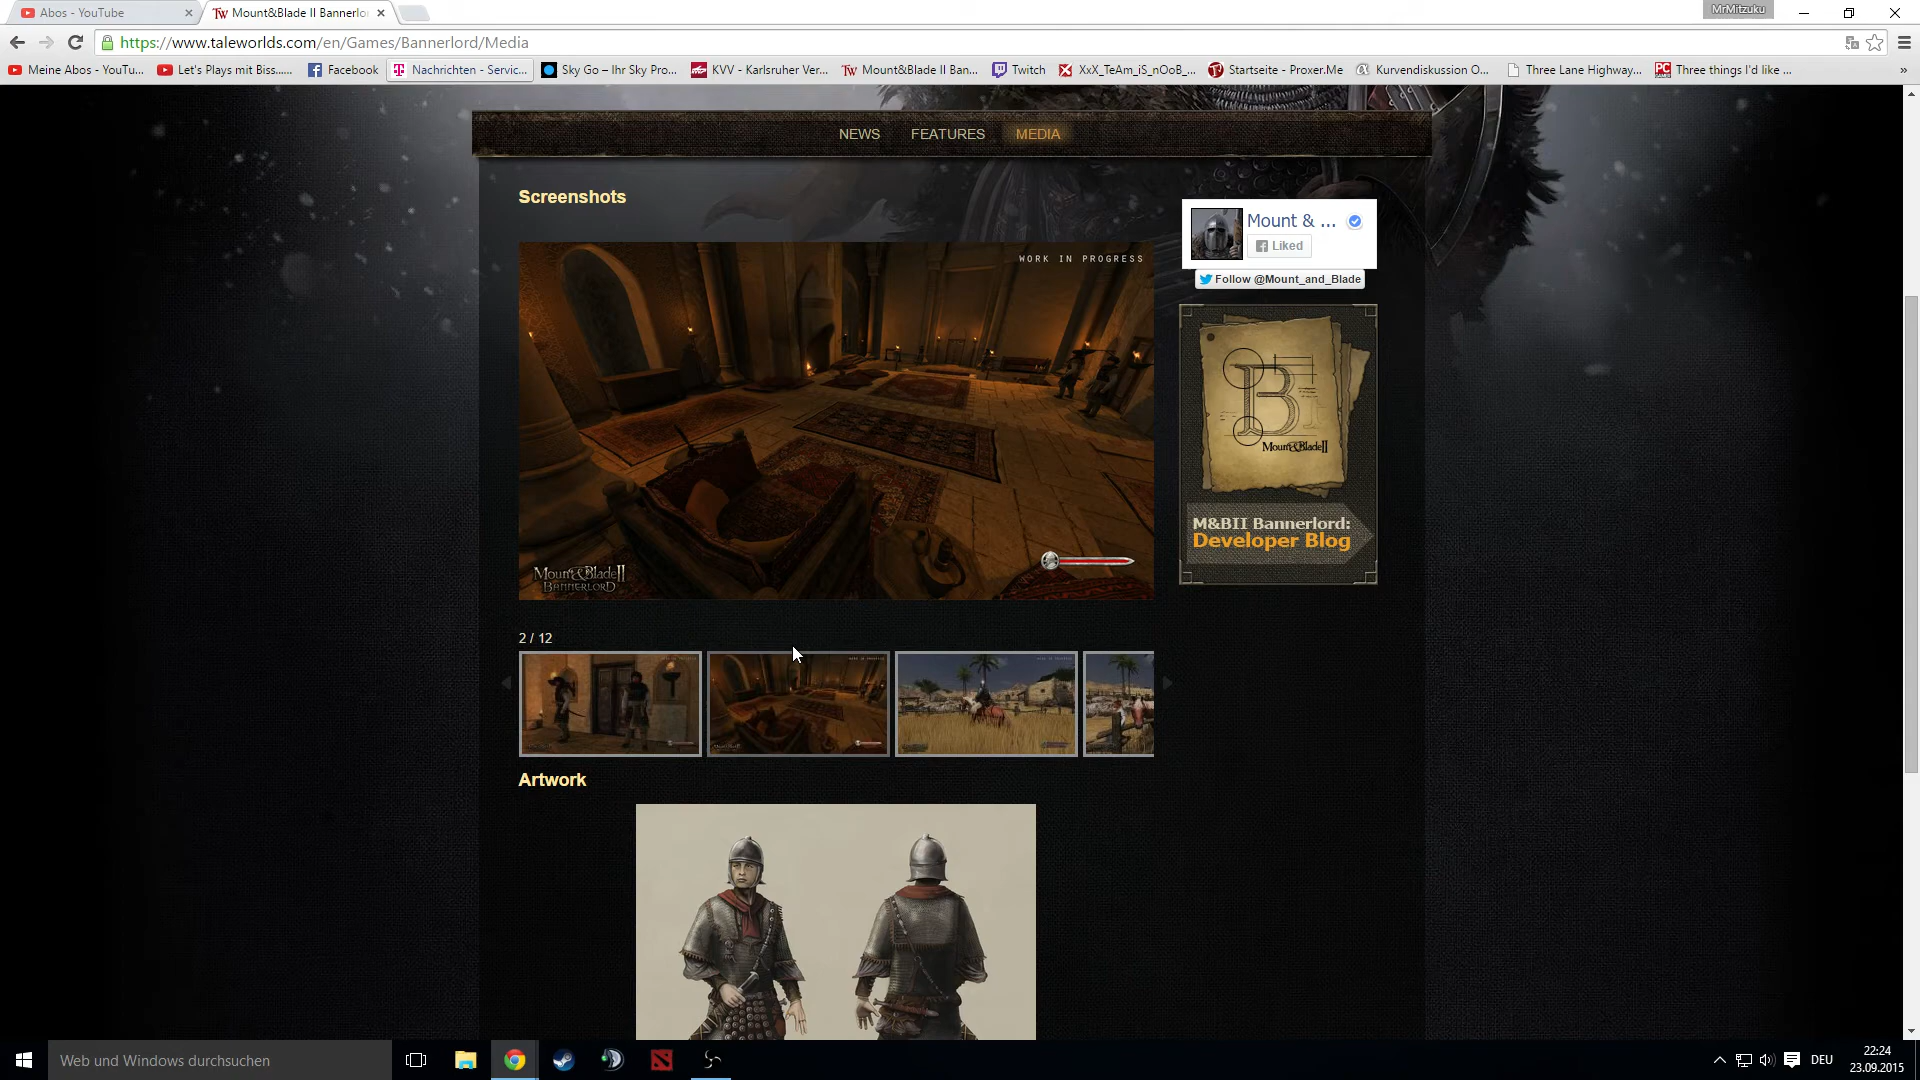 Abos - YouTube
Mount&Blade II Bannerlo
MrMitzuku
https://www.taleworlds.com/en/Games/Bannerlord/Media
Meine Abos - YouTu...
Let's Plays mit Biss......
Facebook
Nachrichten - Servic...
Sky Go – Ihr Sky Pro...
KVV - Karlsruher Ver...
Mount&Blade II Ban...
Twitch
XxX_TeAm_iS_nOoB_...
Startseite - Proxer.Me
Kurvendiskussion O...
Three Lane Highway...
Three things I'd like ...
NEWS
FEATURES
MEDIA
Screenshots
WORK IN PROGRESS
Mount&Blade II
BANNERLORD
Mount & ...
Liked
Follow @Mount_and_Blade
B
Mount&Blade II
M&BII Bannerlord:
Developer Blog
2 / 12
Artwork
Web und Windows durchsuchen
DEU
22:24
23.09.2015